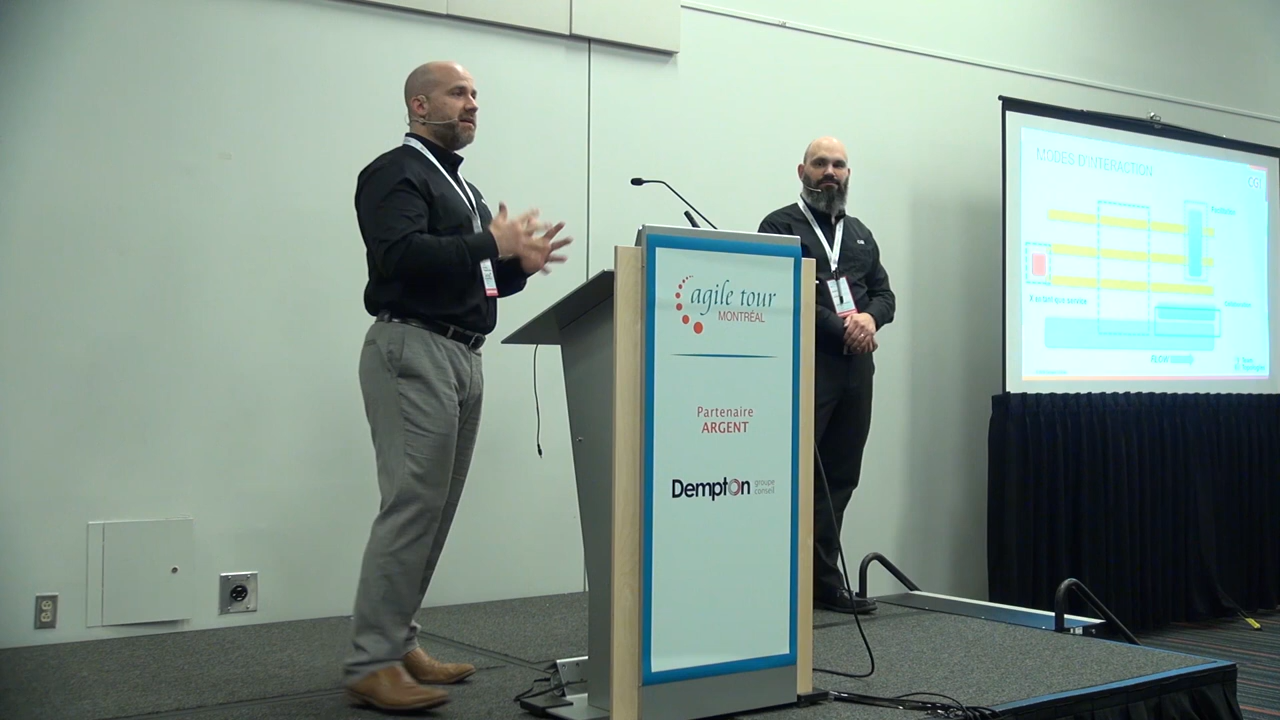 agile tour
MONTRÉAL
Partenaire
ARGENT
Dempton
groupe
conseil
MODES D'INTERACTION
CGI